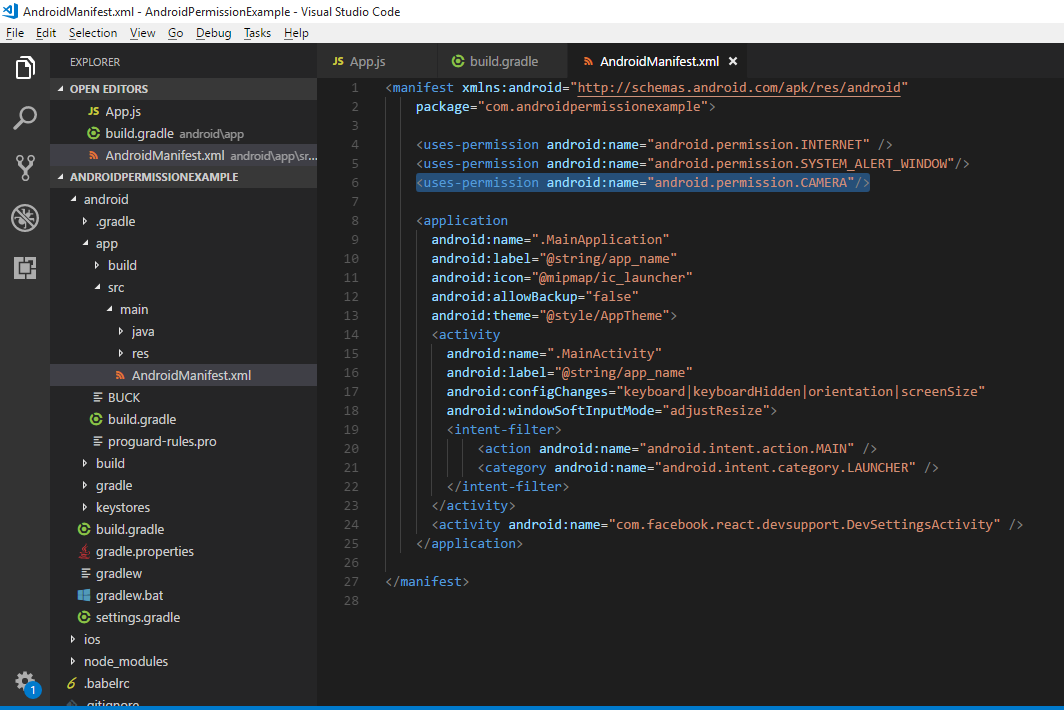 AndroidManifest.xml - AndroidPermissionExample - Visual Studio Code
File Edit Selection View Go Debug Tasks Help
EXPLORER
OPEN EDITORS
App.js
build.gradle android\app
AndroidManifest.xml android\app\sr...
ANDROIDPERMISSIONEXAMPLE
android
.gradle
app
build
src
main
java
res
AndroidManifest.xml
BUCK
build.gradle
proguard-rules.pro
build
gradle
keystores
build.gradle
gradle.properties
gradlew
gradlew.bat
settings.gradle
ios
node_modules
.babelrc
.gitignore
1
JS App.js build.gradle AndroidManifest.xml ×
1 <manifest xmlns:android="http://schemas.android.com/apk/res/android"
2 package="com.androidpermissionexample">
3
4 <uses-permission android:name="android.permission.INTERNET" />
5 <uses-permission android:name="android.permission.SYSTEM_ALERT_WINDOW"/>
6 <uses-permission android:name="android.permission.CAMERA"/>
7
8 <application
9 android:name=".MainApplication"
10 android:label="@string/app_name"
11 android:icon="@mipmap/ic_launcher"
12 android:allowBackup="false"
13 android:theme="@style/AppTheme">
14 <activity
15 android:name=".MainActivity"
16 android:label="@string/app_name"
17 android:configChanges="keyboard|keyboardHidden|orientation|screenSize"
18 android:windowSoftInputMode="adjustResize">
19 <intent-filter>
20 <action android:name="android.intent.action.MAIN" />
21 <category android:name="android.intent.category.LAUNCHER" />
22 </intent-filter>
23 </activity>
24 <activity android:name="com.facebook.react.devsupport.DevSettingsActivity" />
25 </application>
26
27 </manifest>
28